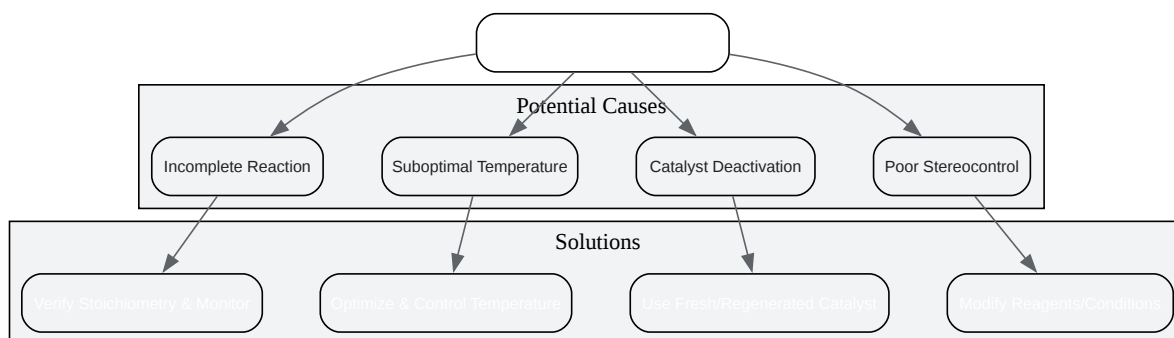 Potential Causes
Incomplete Reaction
Suboptimal Temperature
Catalyst Deactivation
Poor Stereocontrol
Solutions
Verify Stoichiometry & Monitor
Optimize & Control Temperature
Use Fresh/Regenerated Catalyst
Modify Reagents/Conditions